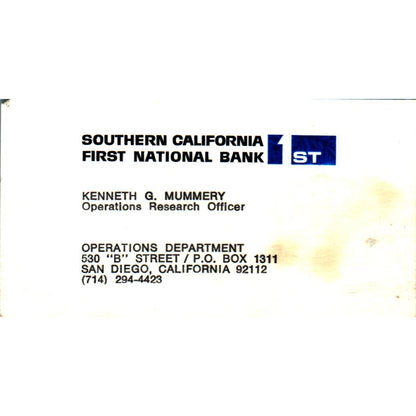 SOUTHERN CALIFORNIA
FIRST NATIONAL BANK 1ST
KENNETH G. MUMMERY
Operations Research Officer
OPERATIONS DEPARTMENT
530 "B" STREET / P.O. BOX 1311
SAN DIEGO, CALIFORNIA 92112
(714) 294-4423